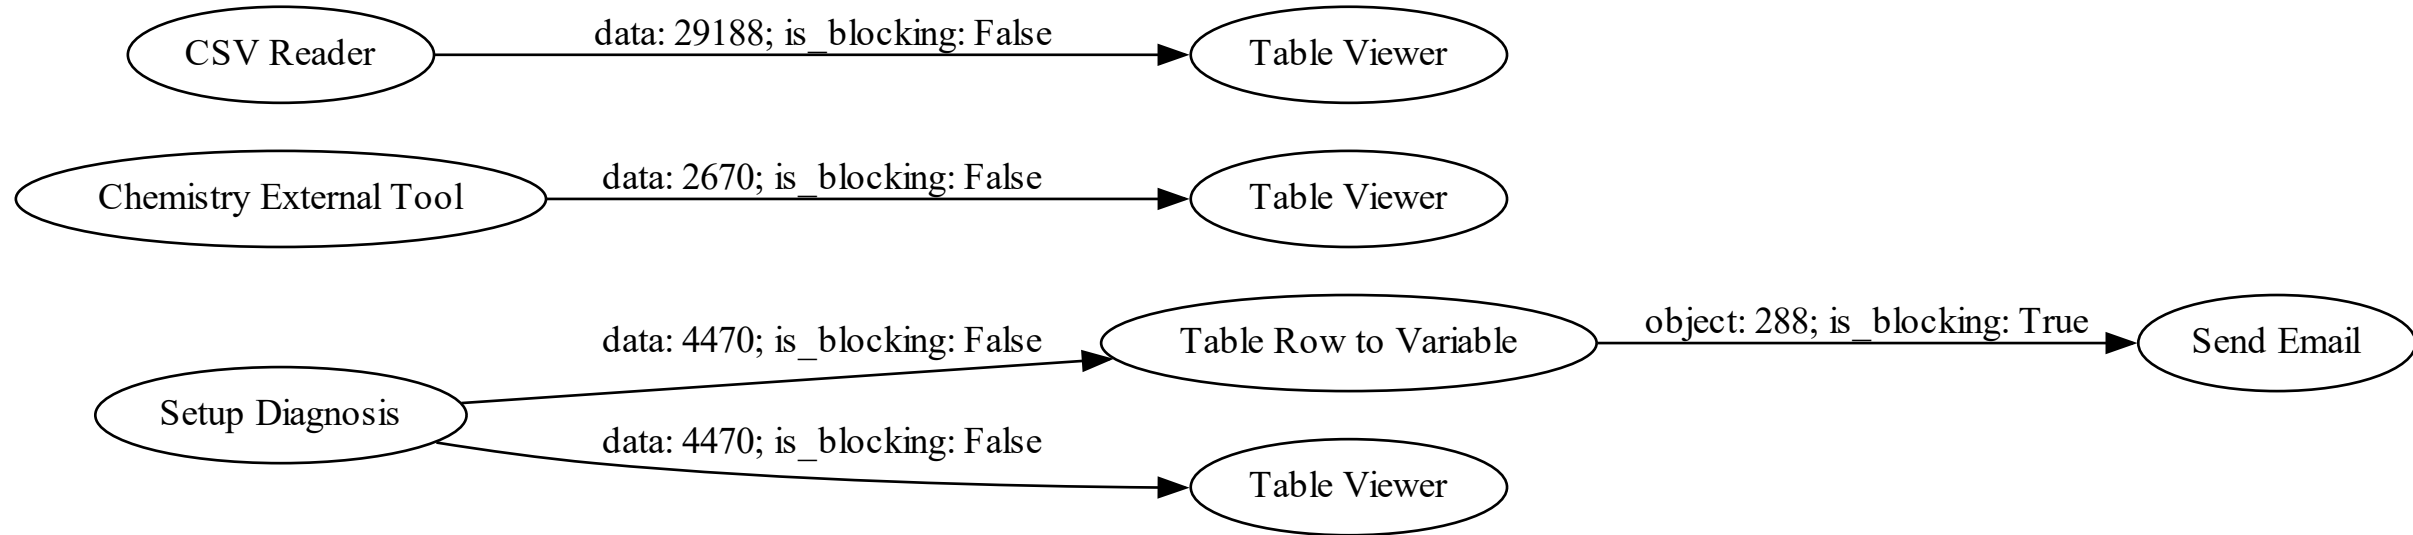 CSV Reader
data: 29188; is_blocking: False
Table Viewer
Chemistry External Tool
data: 2670; is_blocking: False
Table Viewer
Setup Diagnosis
data: 4470; is_blocking: False
Table Row to Variable
object: 288; is_blocking: True
Send Email
data: 4470; is_blocking: False
Table Viewer